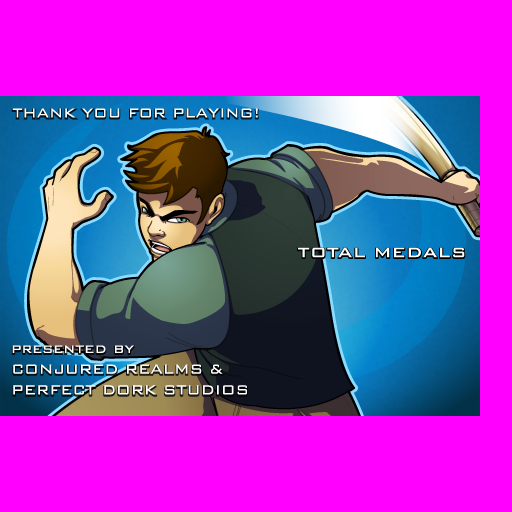 THANK YOU FOR PLAYING!
TOTAL MEDALS
PRESENTED BY
CONJURED REALMS &
PERFECT DORK STUDIOS